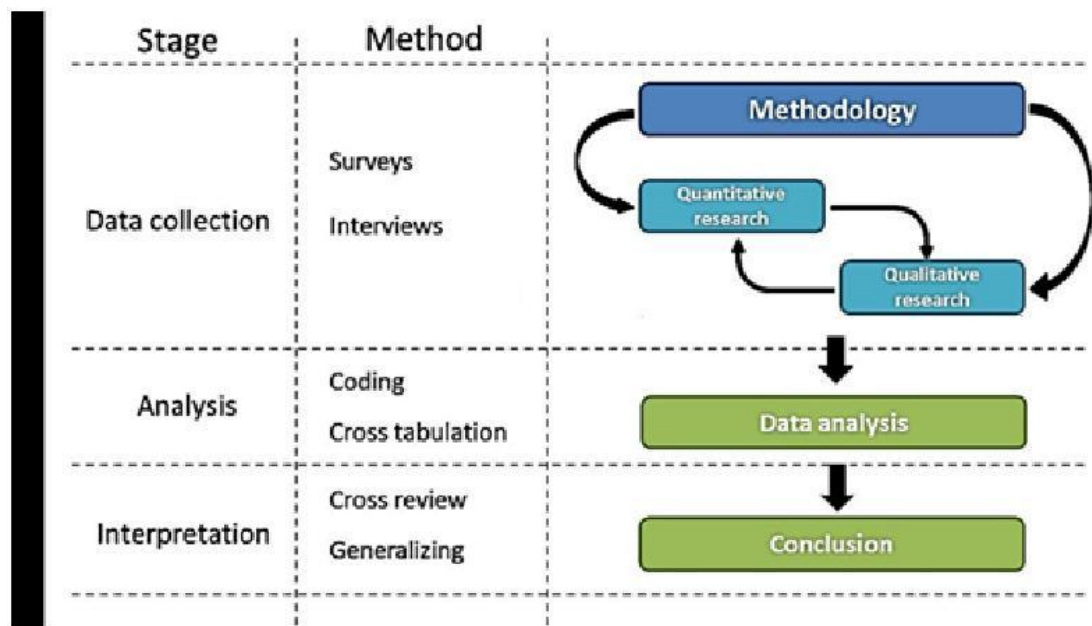 Stage
Method
Methodology
Data collection
Surveys
Interviews
Quantitative
research
Qualitative
research
Analysis
Coding
Cross tabulation
Data analysis
Interpretation
Cross review
Generalizing
Conclusion